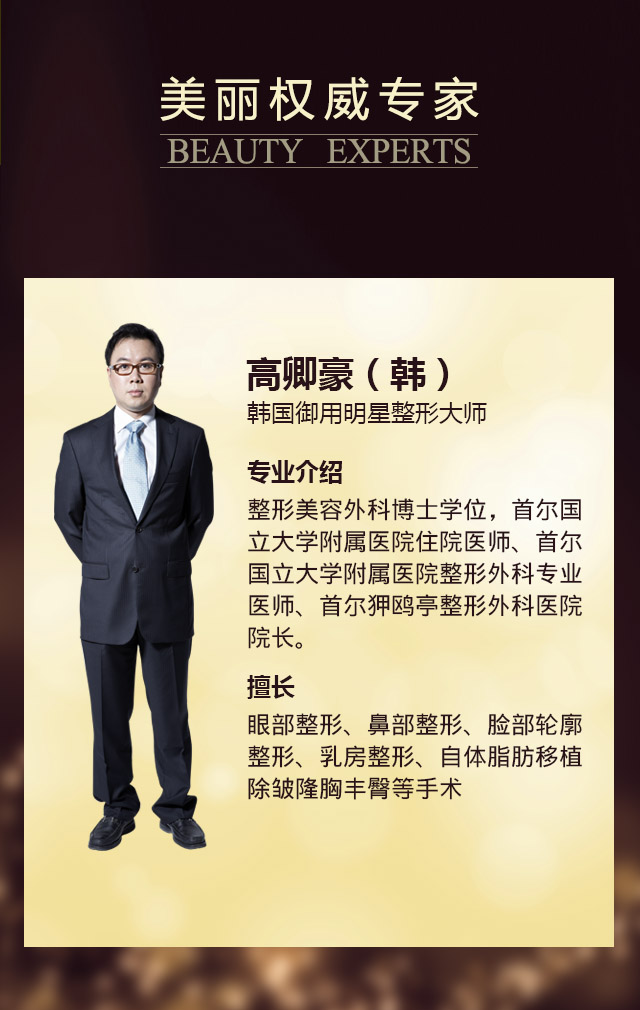 美丽权威专家
BEAUTY EXPERTS
高卿豪（韩）
韩国御用明星整形大师
专业介绍
整形美容外科博士学位，首尔国
立大学附属医院住院医师、首尔
国立大学附属医院整形外科专业
医师、首尔狎鸥亭整形外科医院
院长。
擅长
眼部整形、鼻部整形、脸部轮廓
整形、乳房整形、自体脂肪移植
除皱隆胸丰臀等手术